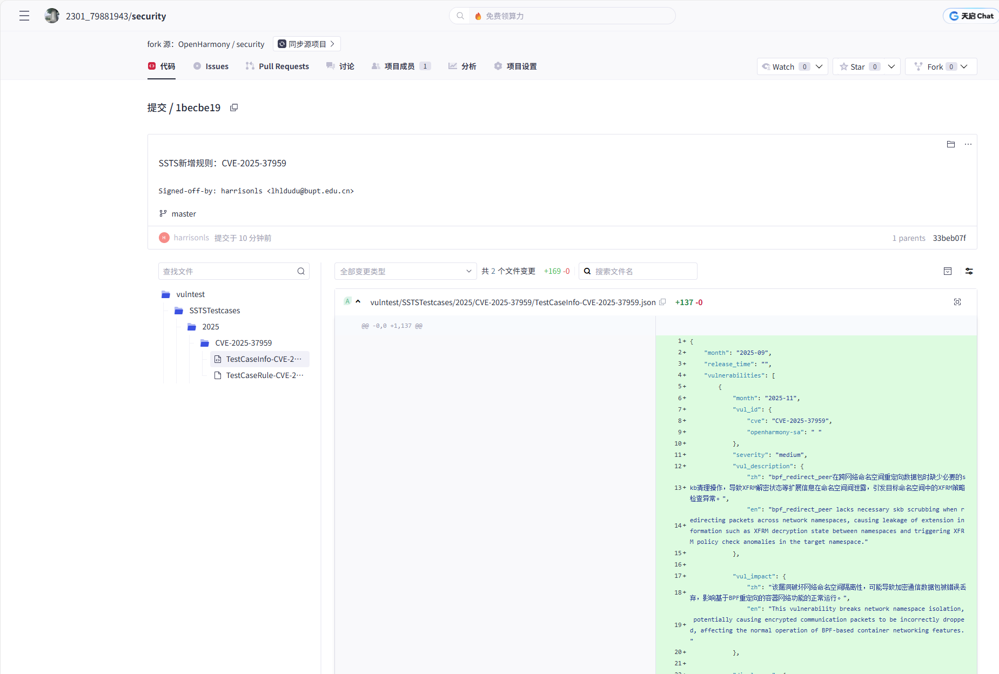 2301_79881943/security
免费领算力
天启 Chat
fork 源： OpenHarmony / security
同步源项目
代码
Issues
Pull Requests
讨论
项目成员 1
分析
项目设置
Watch 0
Star 0
Fork 0
提交 / 1becbe19
SSTS新增规则：CVE-2025-37959
Signed-off-by: harrisonls <lhldudu@bupt.edu.cn>
master
H harrisonls 提交于 10 分钟前
1 parents 33beb07f
查找文件
全部变更类型
共 2 个文件变更 +169 -0
搜索文件名
vulntest
SSTSTestcases
2025
CVE-2025-37959
TestCaseInfo-CVE-2···
TestCaseRule-CVE-2···
A vulntest/SSTSTestcases/2025/CVE-2025-37959/TestCaseInfo-CVE-2025-37959.json +137 -0
@@ -0,0 +1,137 @@
1+ {
2+ "month": "2025-09",
3+ "release_time": "",
4+ "vulnerabilities": [
5+ {
6+ "month": "2025-11",
7+ "vul_id": {
8+ "cve": "CVE-2025-37959",
9+ "openharmony-sa": " "
10+ },
11+ "severity": "medium",
12+ "vul_description": {
"zh": "bpf_redirect_peer在跨网络命名空间重定向数据包时缺少必要的s
13+ kb清理操作，导致XFRM解密状态等扩展信息在命名空间间泄露，引发目标命名空间中的XFRM策略
检查异常。",
"en": "bpf_redirect_peer lacks necessary skb scrubbing when r
edirecting packets across network namespaces, causing leakage of extension in
14+ formation such as XFRM decryption state between namespaces and triggering XFR
M policy check anomalies in the target namespace."
15+ },
16+
17+ "vul_impact": {
"zh": "该漏洞破坏网络命名空间隔离性，可能导致加密通信数据包被错误丢
18+ 弃，影响基于BPF重定向的容器网络功能的正常运行。",
"en": "This vulnerability breaks network namespace isolation,
potentially causing encrypted communication packets to be incorrectly droppe
19+ d, affecting the normal operation of BPF-based container networking features.
"
20+ },
21+